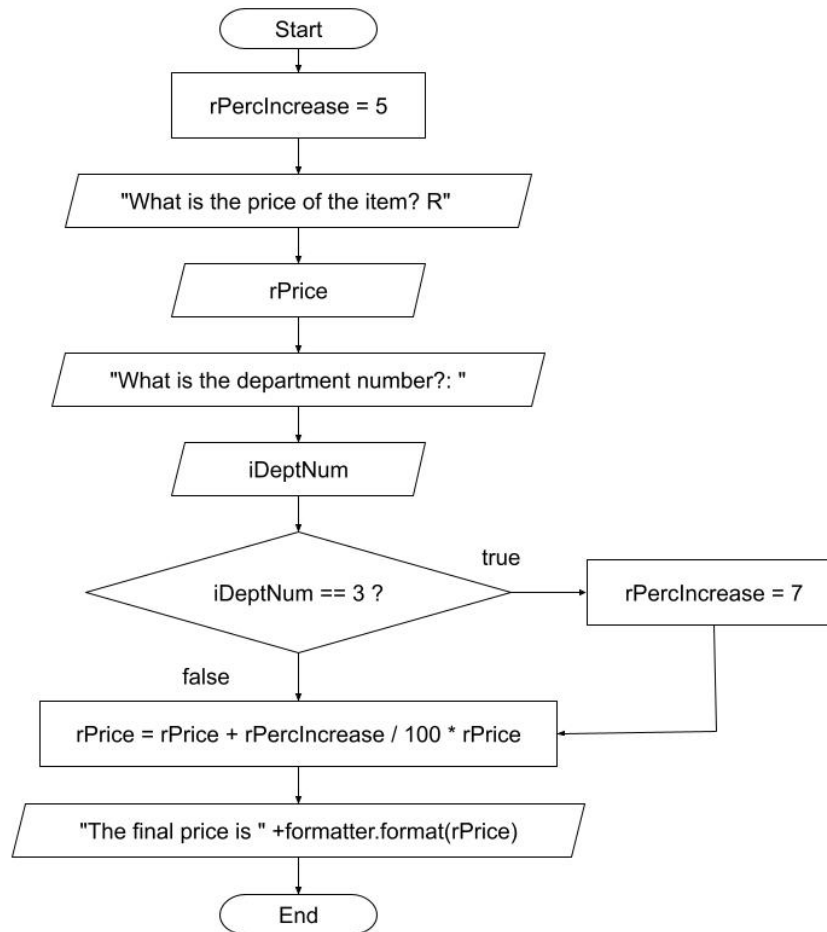 Start
rPercIncrease = 5
"What is the price of the item? R"
rPrice
"What is the department number?: "
iDeptNum
iDeptNum == 3 ?
true
rPercIncrease = 7
false
rPrice = rPrice + rPercIncrease / 100 * rPrice
"The final price is " +formatter.format(rPrice)
End